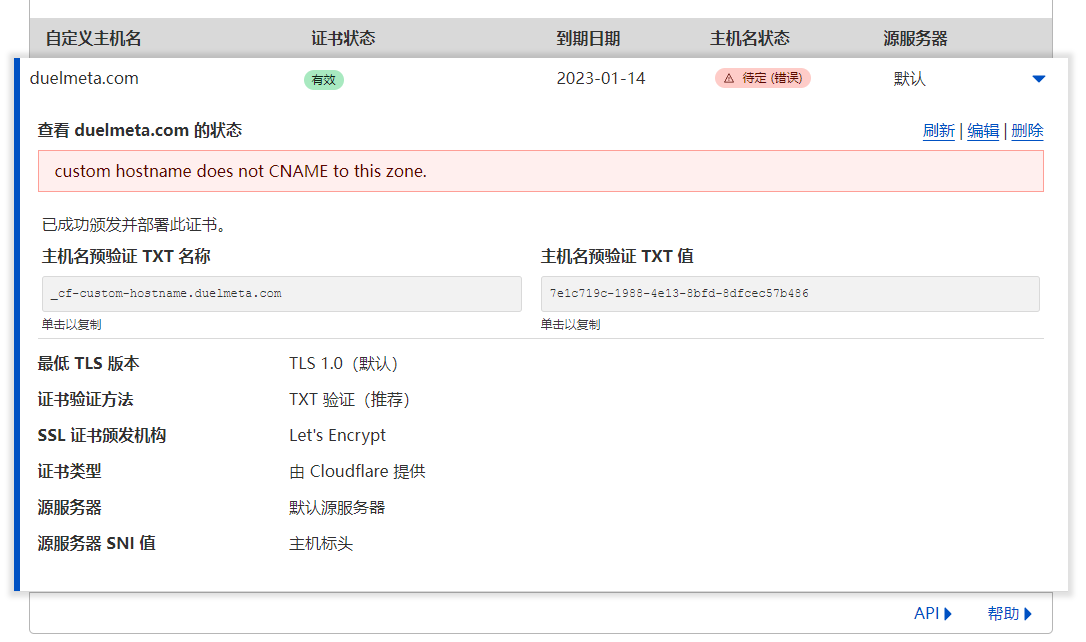 自定义主机名 证书状态 到期日期 主机名状态 源服务器
duelmeta.com 有效 2023-01-14 待定 (错误) 默认
查看 duelmeta.com 的状态 刷新 | 编辑 | 删除
custom hostname does not CNAME to this zone.
已成功颁发并部署此证书。
主机名预验证 TXT 名称 主机名预验证 TXT 值
_cf-custom-hostname.duelmeta.com 7e1c719c-1988-4e13-8bfd-8dfcec57b486
单击以复制 单击以复制
最低 TLS 版本 TLS 1.0（默认）
证书验证方法 TXT 验证（推荐）
SSL 证书颁发机构 Let's Encrypt
证书类型 由 Cloudflare 提供
源服务器 默认源服务器
源服务器 SNI 值 主机标头
API 帮助